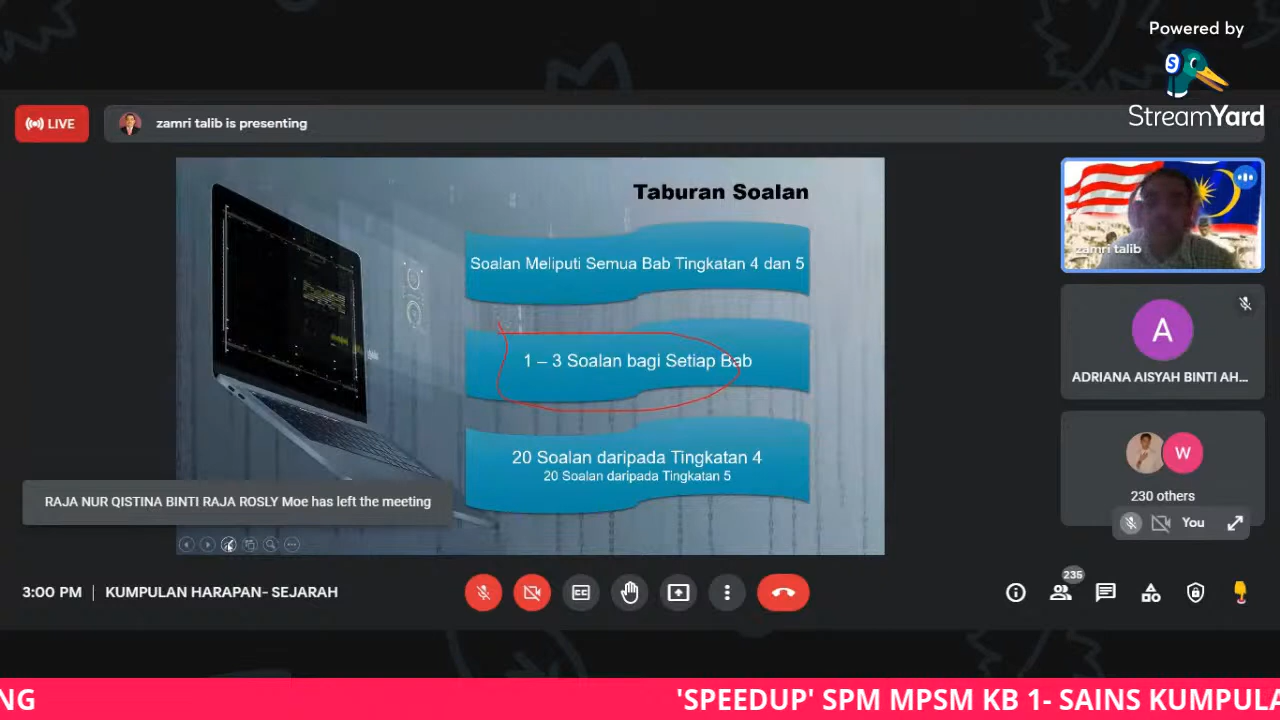 Powered by
StreamYard
LIVE
zamri talib is presenting
Taburan Soalan
Soalan Meliputi Semua Bab Tingkatan 4 dan 5
1 – 3 Soalan bagi Setiap Bab
20 Soalan daripada Tingkatan 4
20 Soalan daripada Tingkatan 5
zamri talib
A
ADRIANA AISYAH BINTI AH...
W
230 others
You
RAJA NUR QISTINA BINTI RAJA ROSLY Moe has left the meeting
3:00 PM | KUMPULAN HARAPAN- SEJARAH
235
NG 'SPEEDUP' SPM MPSM KB 1- SAINS KUMPULA